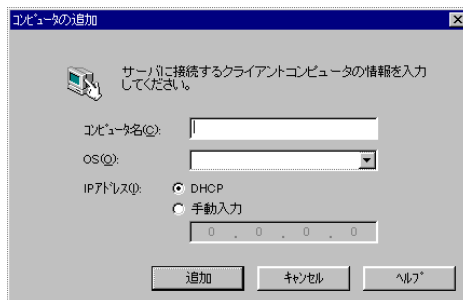 コンピュータの追加
サーバに接続するクライアントコンピュータの情報を入力
してください。
コンピュータ名(C):
OS(O):
IPアドレス(I):
DHCP
手動入力
0 . 0 . 0 . 0
追加 キャンセル ヘルプ